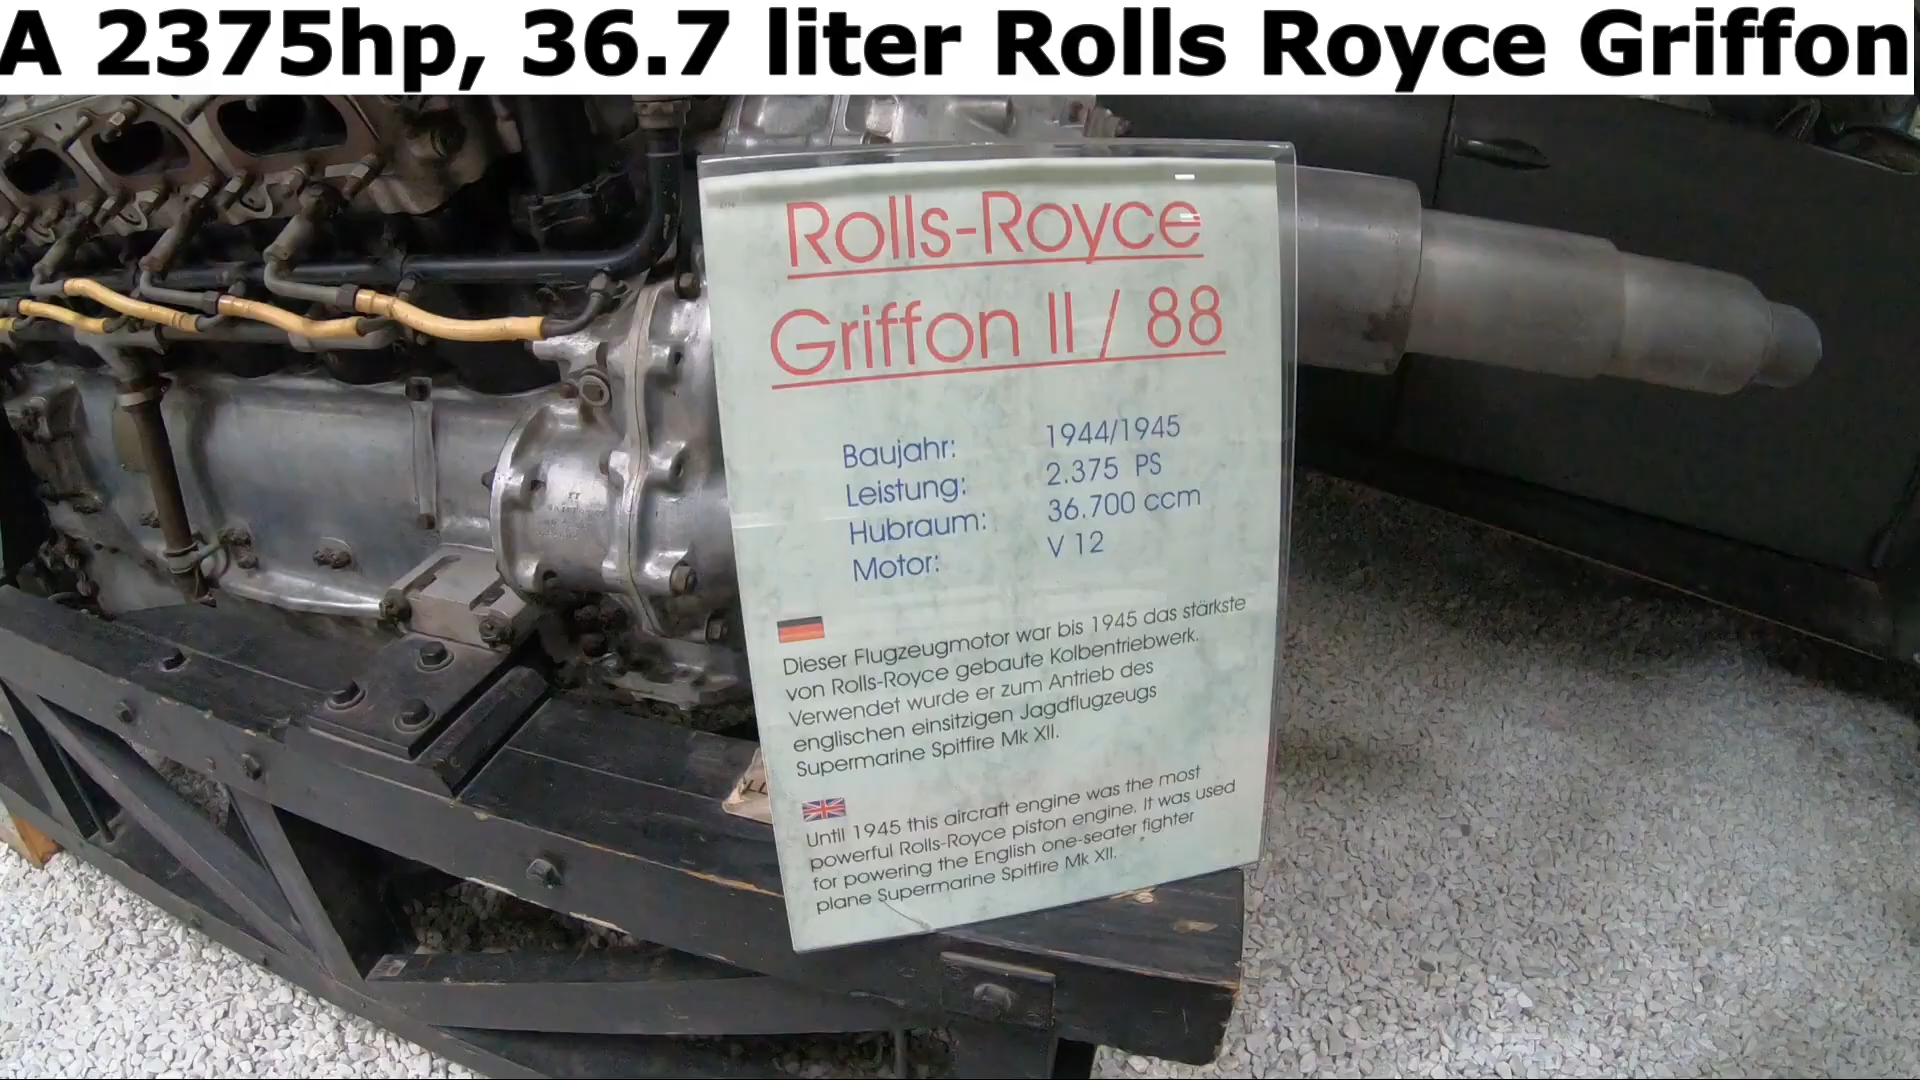 A 2375hp, 36.7 liter Rolls Royce Griffon
Rolls-Royce
Griffon II / 88
Baujahr: 1944/1945
Leistung: 2.375 PS
Hubraum: 36.700 ccm
Motor: V 12
Dieser Flugzeugmotor war bis 1945 das stärkste
von Rolls-Royce gebaute Kolbentriebwerk.
Verwendet wurde er zum Antrieb des
englischen einsitzigen Jagdflugzeugs
Supermarine Spitfire Mk XII.
Until 1945 this aircraft engine was the most
powerful Rolls-Royce piston engine. It was used
for powering the English one-seater fighter
plane Supermarine Spitfire Mk XII.